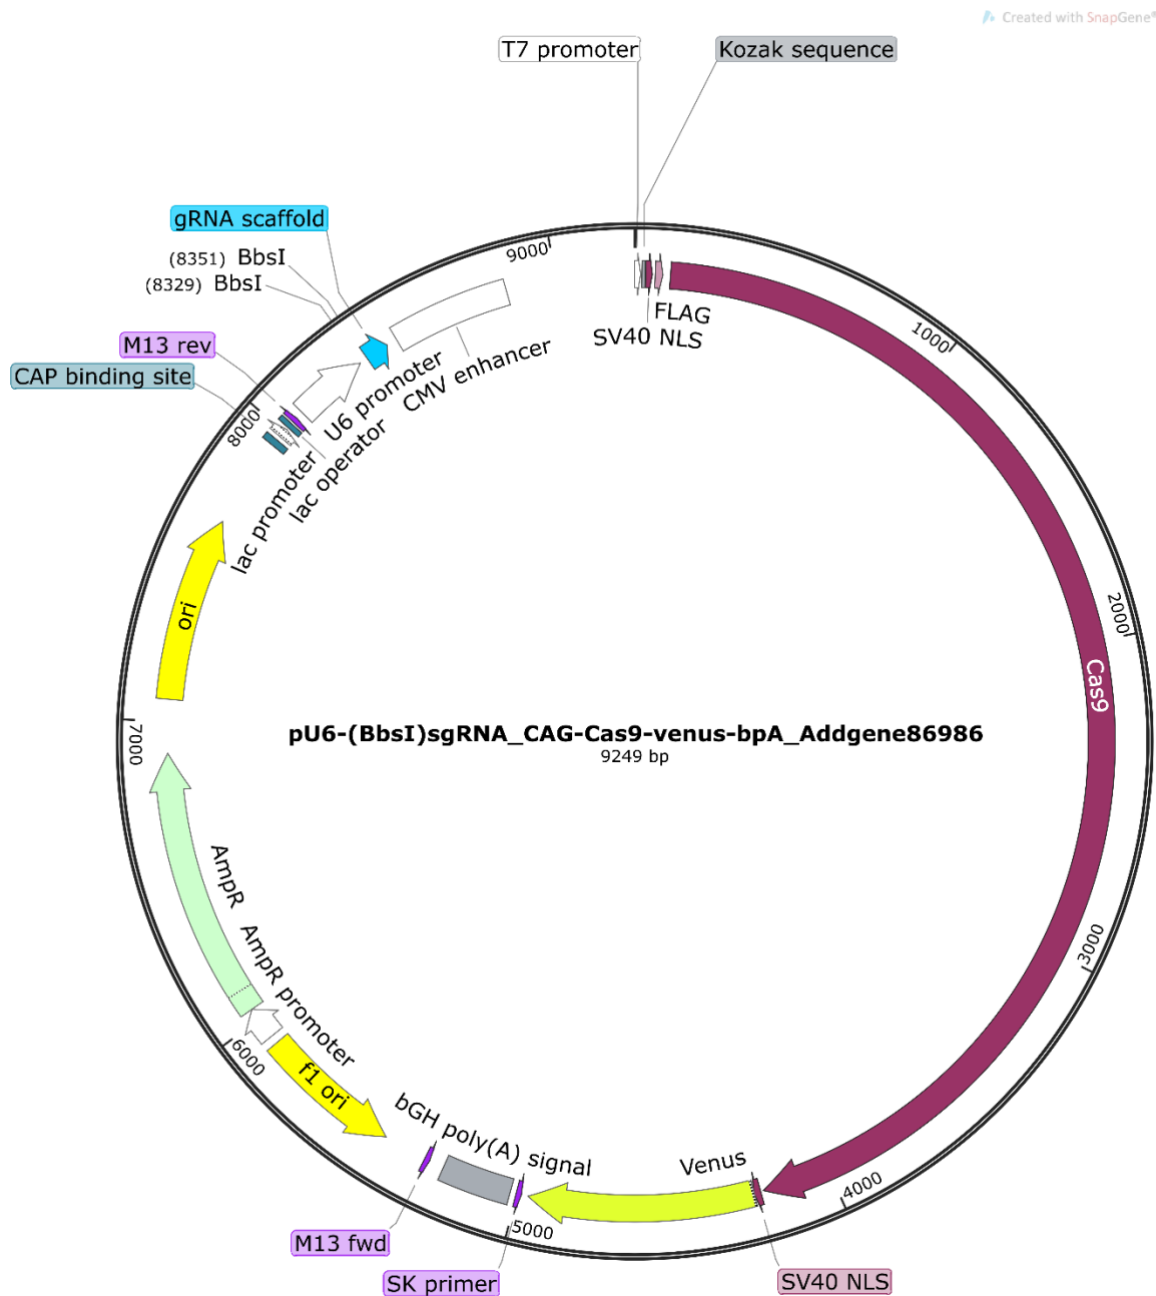 Created with SnapGene®
T7 promoter
Kozak sequence
gRNA scaffold
(8351) BbsI
(8329) BbsI
M13 rev
CAP binding site
9000
8000
1000
FLAG
SV40 NLS
CMV enhancer
U6 promoter
lac operator
lac promoter
ori
2000
Cas9
pU6-(BbsI)sgRNA_CAG-Cas9-venus-bpA_Addgene86986
9249 bp
7000
AmpR
AmpR promoter
3000
6000
f1 ori
bGH poly(A) signal
Venus
4000
5000
M13 fwd
SK primer
SV40 NLS